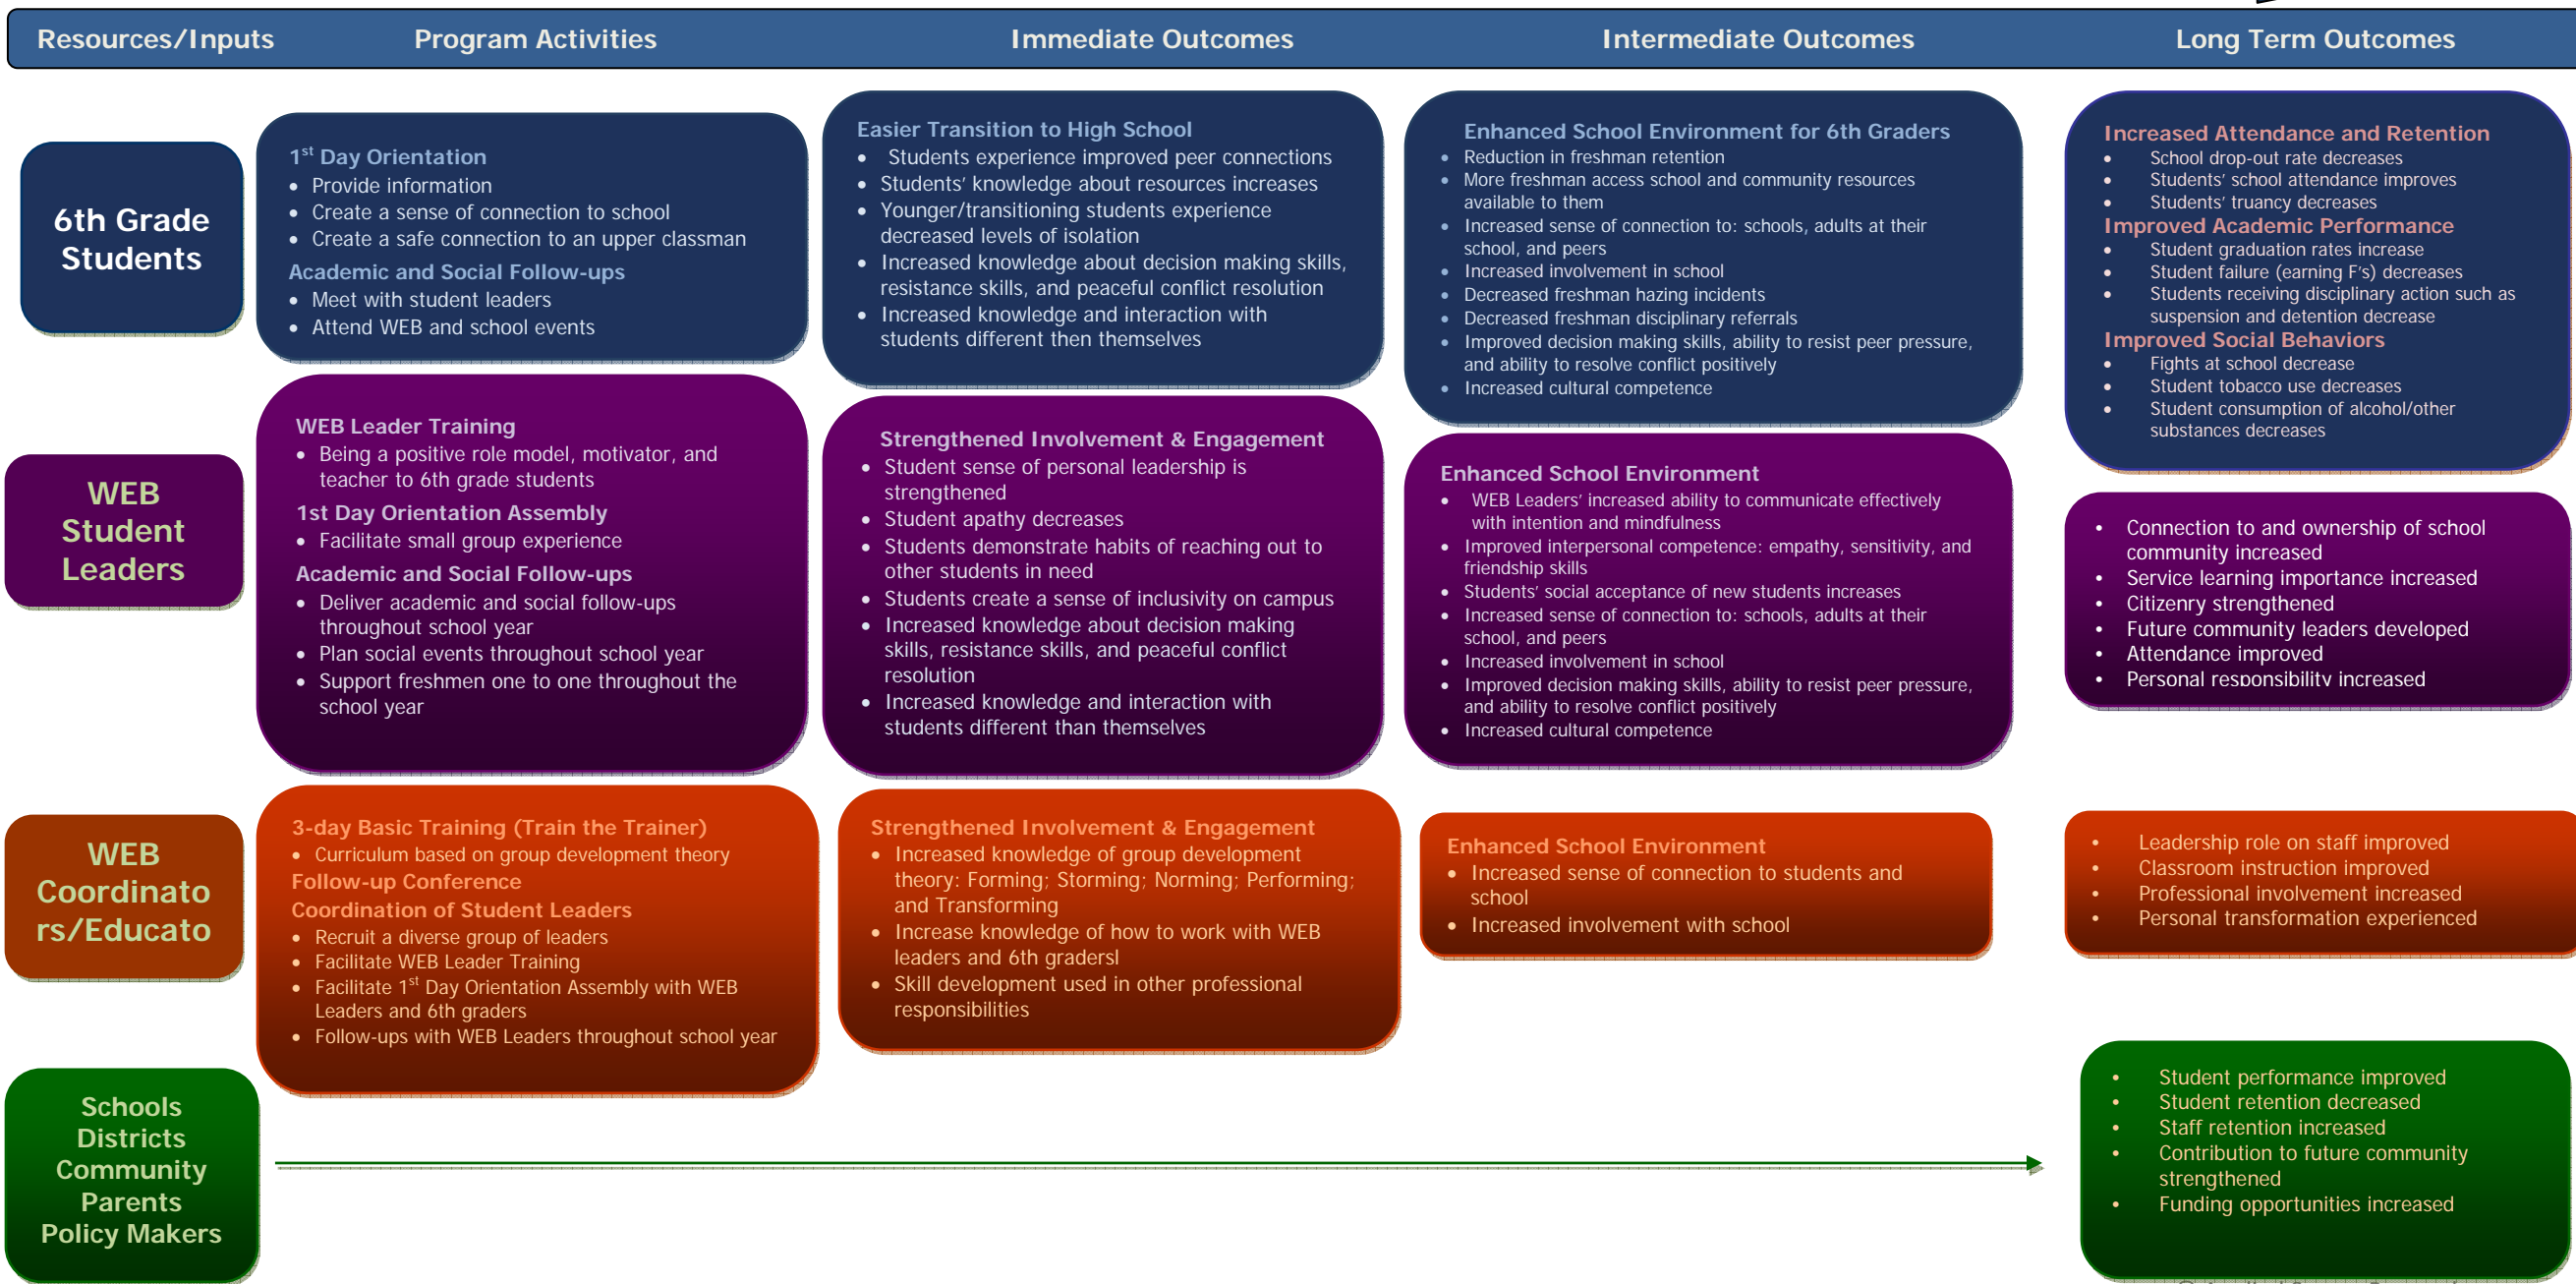 Resources/Inputs
Program Activities
Immediate Outcomes
Intermediate Outcomes
Long Term Outcomes
6th Grade
Students
1st Day Orientation
• Provide information
• Create a sense of connection to school
• Create a safe connection to an upper classman
Academic and Social Follow-ups
• Meet with student leaders
• Attend WEB and school events
Easier Transition to High School
• Students experience improved peer connections
• Students’ knowledge about resources increases
• Younger/transitioning students experience
decreased levels of isolation
• Increased knowledge about decision making skills,
resistance skills, and peaceful conflict resolution
• Increased knowledge and interaction with
students different then themselves
Enhanced School Environment for 6th Graders
• Reduction in freshman retention
• More freshman access school and community resources
available to them
• Increased sense of connection to: schools, adults at their
school, and peers
• Increased involvement in school
• Decreased freshman hazing incidents
• Decreased freshman disciplinary referrals
• Improved decision making skills, ability to resist peer pressure,
and ability to resolve conflict positively
• Increased cultural competence
Increased Attendance and Retention
• School drop-out rate decreases
• Students’ school attendance improves
• Students’ truancy decreases
Improved Academic Performance
• Student graduation rates increase
• Student failure (earning F’s) decreases
• Students receiving disciplinary action such as
suspension and detention decrease
Improved Social Behaviors
• Fights at school decrease
• Student tobacco use decreases
• Student consumption of alcohol/other
substances decreases
WEB
Student
Leaders
WEB Leader Training
• Being a positive role model, motivator, and
teacher to 6th grade students
1st Day Orientation Assembly
• Facilitate small group experience
Academic and Social Follow-ups
• Deliver academic and social follow-ups
throughout school year
• Plan social events throughout school year
• Support freshmen one to one throughout the
school year
Strengthened Involvement & Engagement
• Student sense of personal leadership is
strengthened
• Student apathy decreases
• Students demonstrate habits of reaching out to
other students in need
• Students create a sense of inclusivity on campus
• Increased knowledge about decision making
skills, resistance skills, and peaceful conflict
resolution
• Increased knowledge and interaction with
students different than themselves
Enhanced School Environment
• WEB Leaders’ increased ability to communicate effectively
with intention and mindfulness
• Improved interpersonal competence: empathy, sensitivity, and
friendship skills
• Students’ social acceptance of new students increases
• Increased sense of connection to: schools, adults at their
school, and peers
• Increased involvement in school
• Improved decision making skills, ability to resist peer pressure,
and ability to resolve conflict positively
• Increased cultural competence
• Connection to and ownership of school
community increased
• Service learning importance increased
• Citizenry strengthened
• Future community leaders developed
• Attendance improved
• Personal responsibility increased
WEB
Coordinato
rs/Educato
3-day Basic Training (Train the Trainer)
• Curriculum based on group development theory
Follow-up Conference
Coordination of Student Leaders
• Recruit a diverse group of leaders
• Facilitate WEB Leader Training
• Facilitate 1st Day Orientation Assembly with WEB
Leaders and 6th graders
• Follow-ups with WEB Leaders throughout school year
Strengthened Involvement & Engagement
• Increased knowledge of group development
theory: Forming; Storming; Norming; Performing;
and Transforming
• Increase knowledge of how to work with WEB
leaders and 6th gradersl
• Skill development used in other professional
responsibilities
Enhanced School Environment
• Increased sense of connection to students and
school
• Increased involvement with school
• Leadership role on staff improved
• Classroom instruction improved
• Professional involvement increased
• Personal transformation experienced
Schools
Districts
Community
Parents
Policy Makers
• Student performance improved
• Student retention decreased
• Staff retention increased
• Contribution to future community
strengthened
• Funding opportunities increased